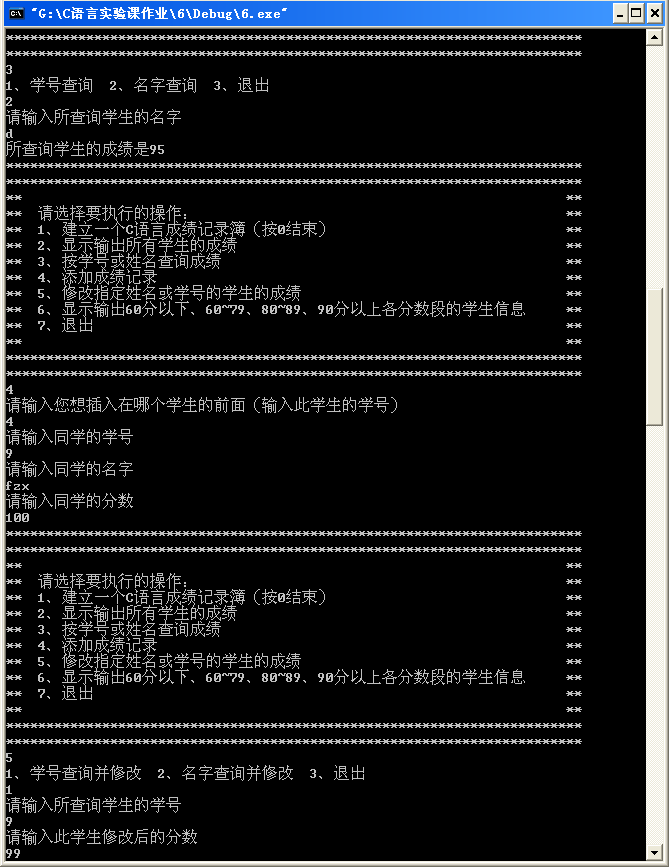 "G:\C语言实验课作业\6\Debug\6.exe"
************************************************************************
************************************************************************
3
1、学号查询  2、名字查询  3、退出
2
请输入所查询学生的名字
d
所查询学生的成绩是95
************************************************************************
************************************************************************
**                                                                    **
**  请选择要执行的操作:                                               **
**  1、建立一个C语言成绩记录簿（按0结束）                              **
**  2、显示输出所有学生的成绩                                         **
**  3、按学号或姓名查询成绩                                           **
**  4、添加成绩记录                                                   **
**  5、修改指定姓名或学号的学生的成绩                                 **
**  6、显示输出60分以下、60~79、80~89、90分以上各分数段的学生信息     **
**  7、退出                                                           **
**                                                                    **
************************************************************************
************************************************************************
4
请输入您想插入在哪个学生的前面（输入此学生的学号）
4
请输入同学的学号
9
请输入同学的名字
fzx
请输入同学的分数
100
************************************************************************
************************************************************************
**                                                                    **
**  请选择要执行的操作:                                               **
**  1、建立一个C语言成绩记录簿（按0结束）                              **
**  2、显示输出所有学生的成绩                                         **
**  3、按学号或姓名查询成绩                                           **
**  4、添加成绩记录                                                   **
**  5、修改指定姓名或学号的学生的成绩                                 **
**  6、显示输出60分以下、60~79、80~89、90分以上各分数段的学生信息     **
**  7、退出                                                           **
**                                                                    **
************************************************************************
************************************************************************
5
1、学号查询并修改  2、名字查询并修改  3、退出
1
请输入所查询学生的学号
9
请输入此学生修改后的分数
99